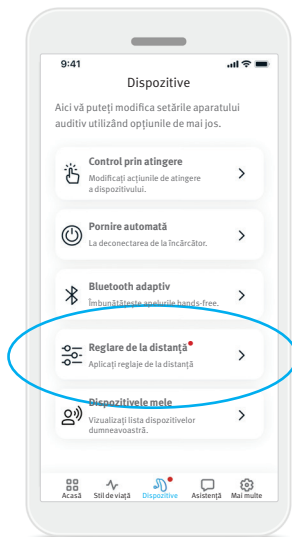 9:41
Dispozitive
Aici vă puteți modifica setările aparatului
auditiv utilizând opțiunile de mai jos.
Control prin atingere
Modificați acțiunile de atingere
a dispozitivului.
Pornire automată
La deconectarea de la încărcător.
Bluetooth adaptiv
Îmbunătățește apelurile hands-free.
Reglare de la distanță
Aplicați reglaje de la distanță
Dispozitivele mele
Vizualizați lista dispozitivelor
dumneavoastră.
Acasă Stil de viață Dispozitive Asistență Mai multe